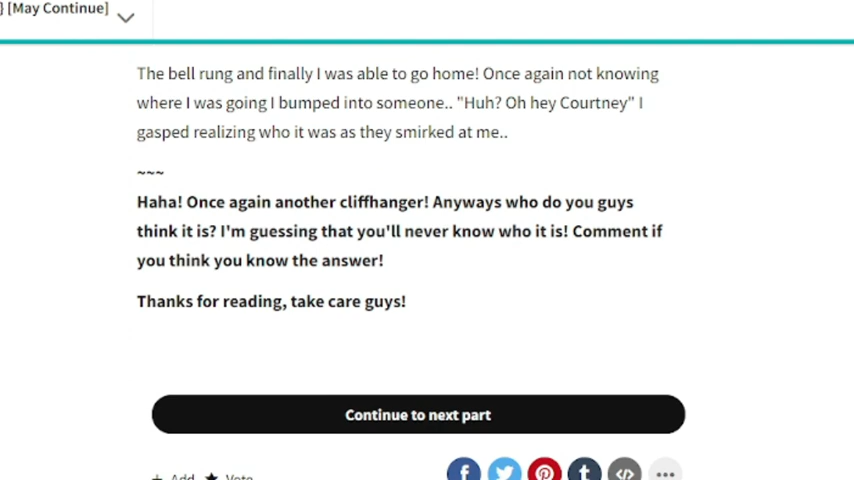 } [May Continue]
The bell rung and finally I was able to go home! Once again not knowing
where I was going I bumped into someone.. "Huh? Oh hey Courtney" I
gasped realizing who it was as they smirked at me..
~~~
Haha! Once again another cliffhanger! Anyways who do you guys
think it is? I'm guessing that you'll never know who it is! Comment if
you think you know the answer!
Thanks for reading, take care guys!
Continue to next part
+ Add ★ Vote